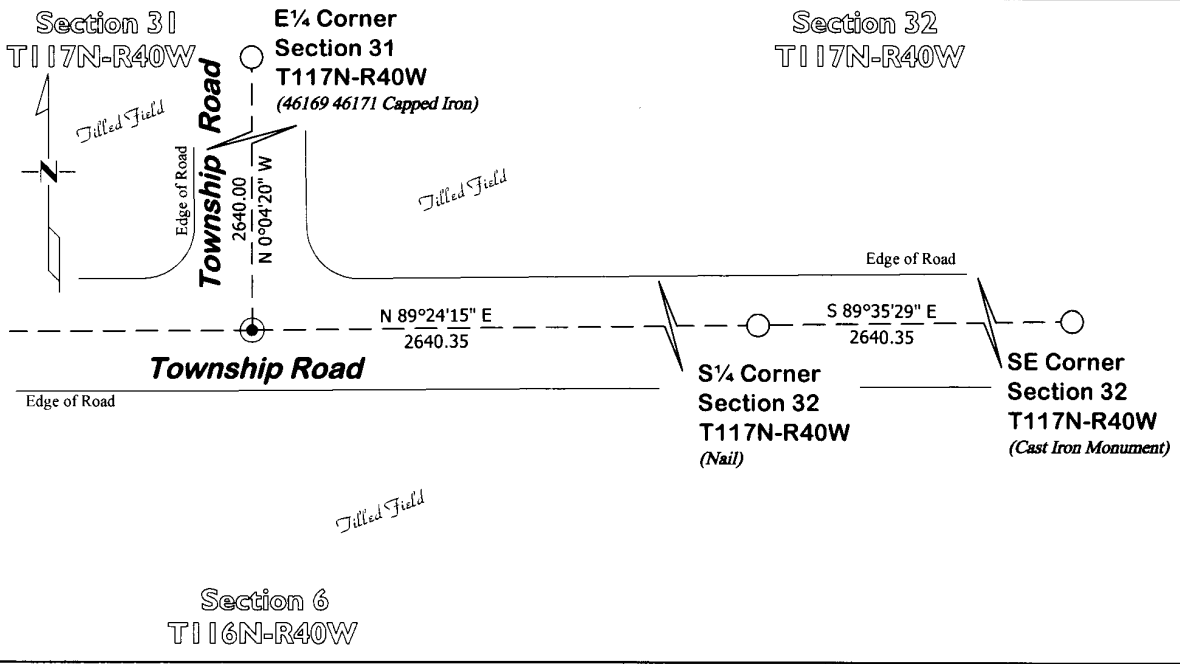 Section 31
T117N-R40W
E¼ Corner
Section 31
T117N-R40W
(46169 46171 Capped Iron)
Section 32
T117N-R40W
Tilled Field
Township Road
Edge of Road
2640.00
N 0°04'20" W
N
Tilled Field
Edge of Road
N 89°24'15" E
2640.35
S 89°35'29" E
2640.35
Township Road
Edge of Road
S¼ Corner
Section 32
T117N-R40W
(Nail)
SE Corner
Section 32
T117N-R40W
(Cast Iron Monument)
Tilled Field
Section 6
T116N-R40W